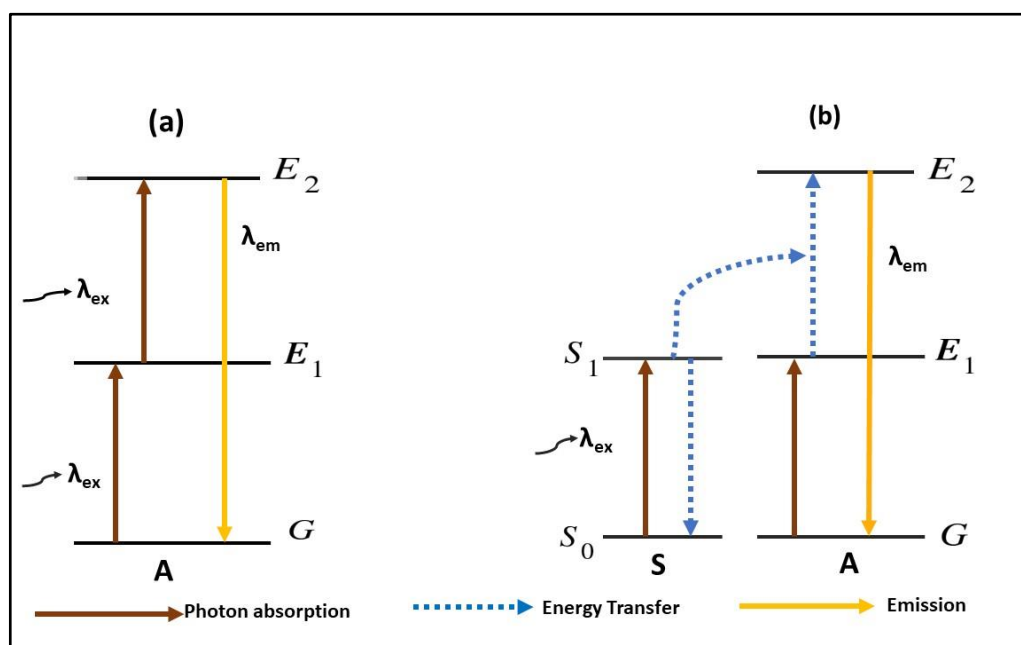 (a)
E2
λem
λex
E1
λex
G
A
(b)
E2
λem
S1
E1
λex
S0
G
S
A
Photon absorption
Energy Transfer
Emission